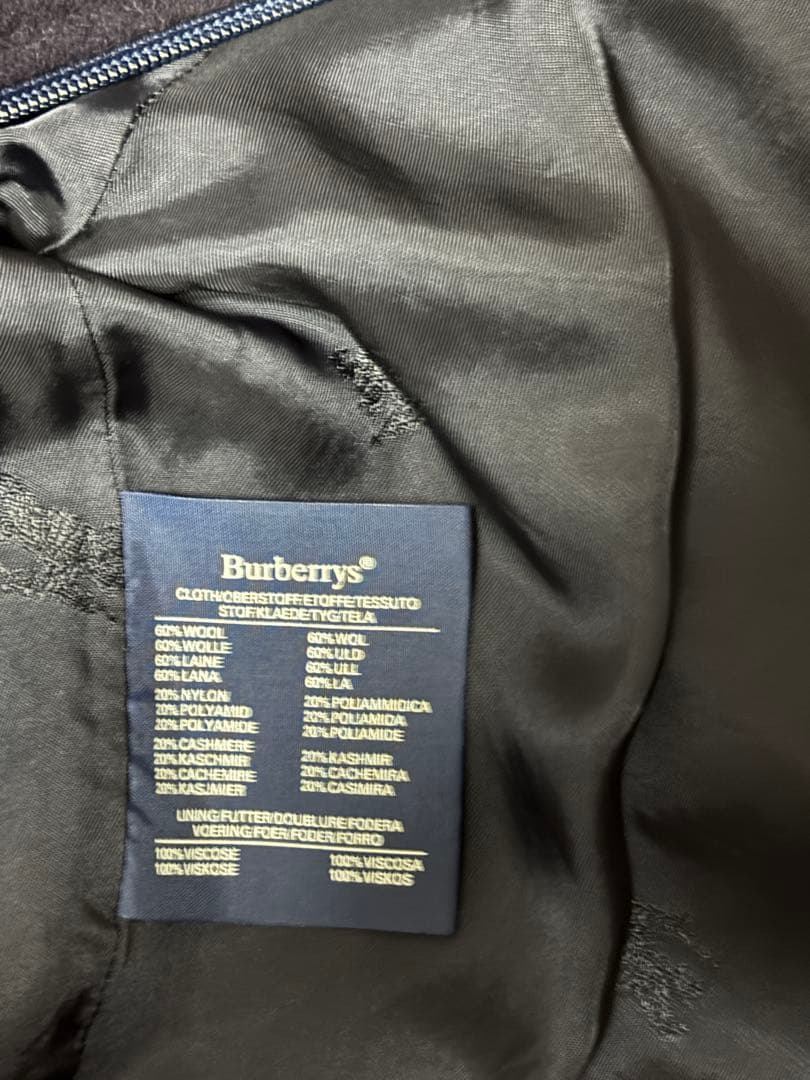 Burberrys®
CLOTH/OBERSTOFF/ETOFFE/TESSUTO
STOF/KLAEDE/TYG/TELA
60% WOOL 60% WOL
60% WOLLE 60% ULD
60% LAINE 60% ULL
60% LANA 60% LA
20% NYLON 20% POLIAMMIDICA
20% POLYAMID 20% POLIAMIDA
20% POLYAMIDE 20% POLIAMIDE
20% CASHMERE 20% KASHMIR
20% KASCHMIR 20% CACHEMIRA
20% CACHEMIRE 20% CASIMIRA
20% KASJMIER
LINING/FUTTER/DOUBLURE/FODERA
VOERING/FOER/FODER/FORRO
100% VISCOSE 100% VISCOSA
100% VISKOSE 100% VISKOS